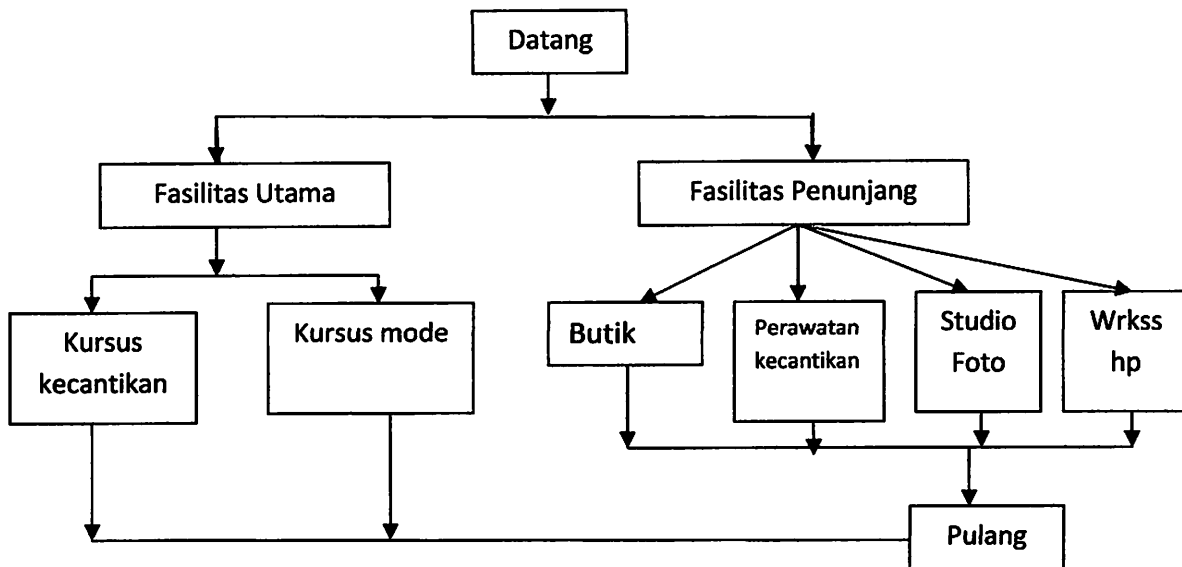 Datang
Fasilitas Utama
Fasilitas Penunjang
Kursus
kecantikan
Kursus mode
Butik
Perawatan
kecantikan
Studio
Foto
Wrkss
hp
Pulang